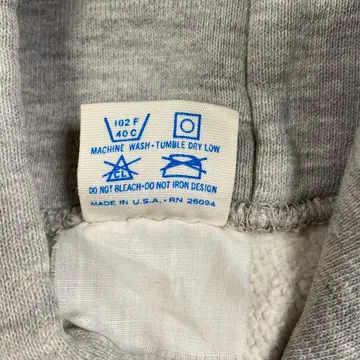 102 F
40 C
MACHINE WASH • TUMBLE DRY LOW
CL
DO NOT BLEACH • DO NOT IRON DESIGN
MADE IN U.S.A. • RN 26094